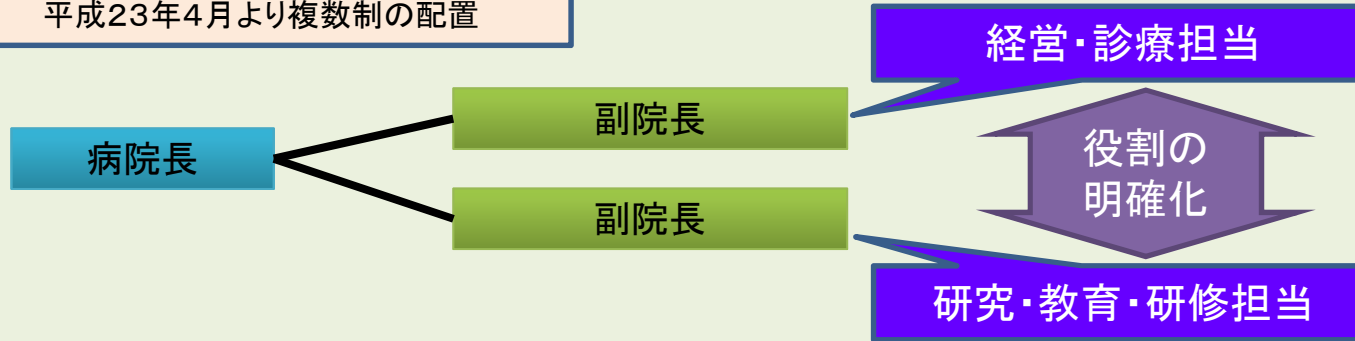 平成23年4月より複数制の配置
経営・診療担当
副院長
病院長
役割の
明確化
副院長
研究・教育・研修担当